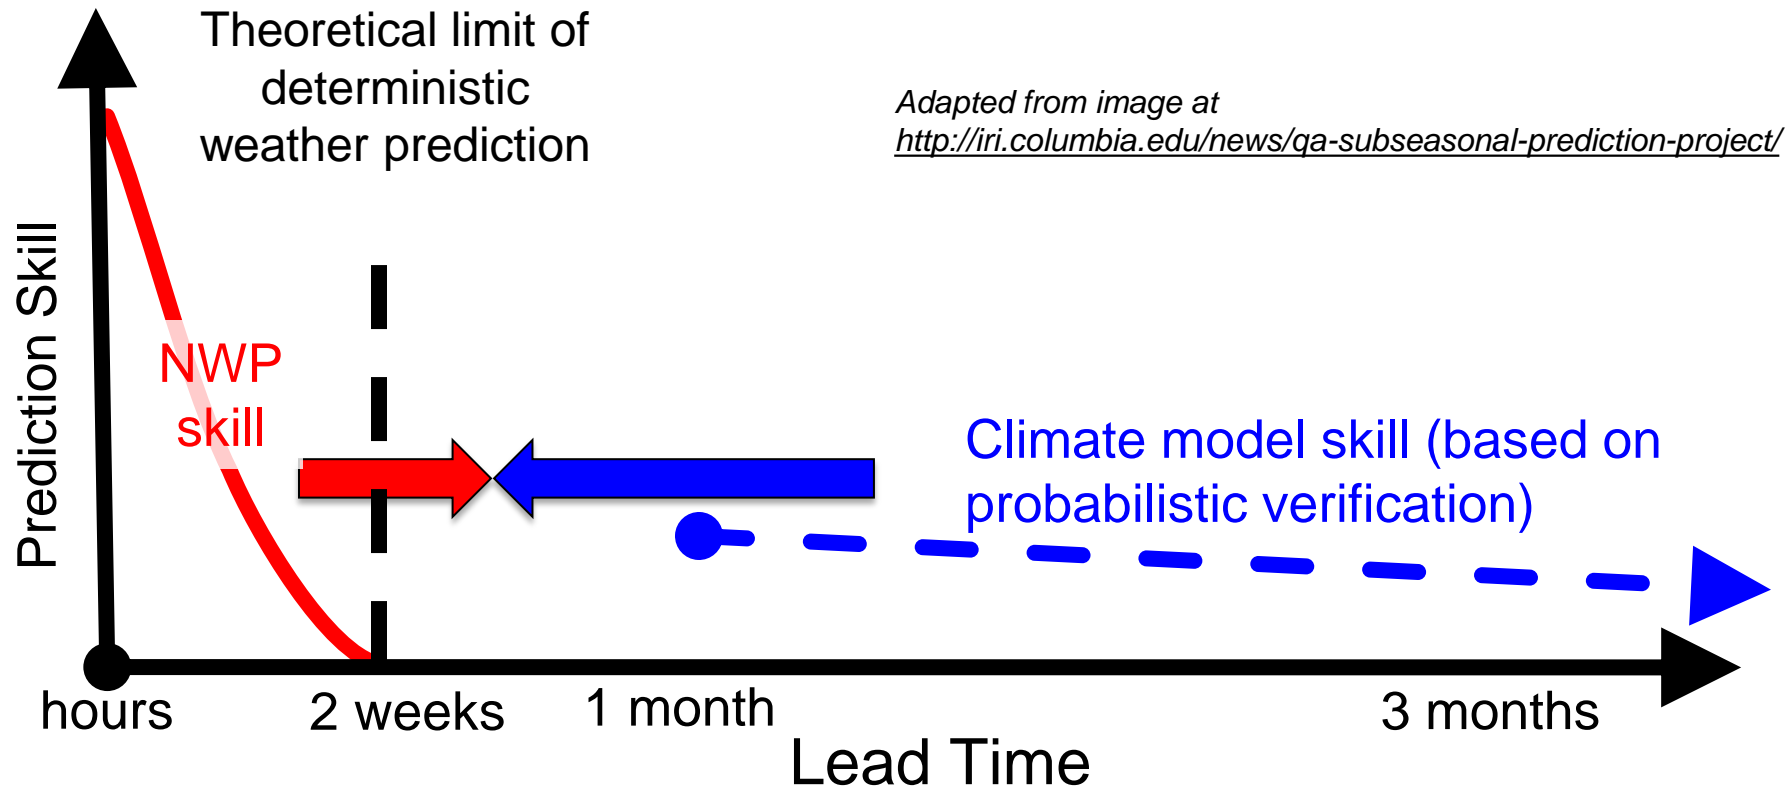 Theoretical limit of
deterministic
weather prediction
Adapted from image at
http://iri.columbia.edu/news/qa-subseasonal-prediction-project/
Prediction Skill
NWP
skill
Climate model skill (based on
probabilistic verification)
hours
2 weeks
1 month
3 months
Lead Time